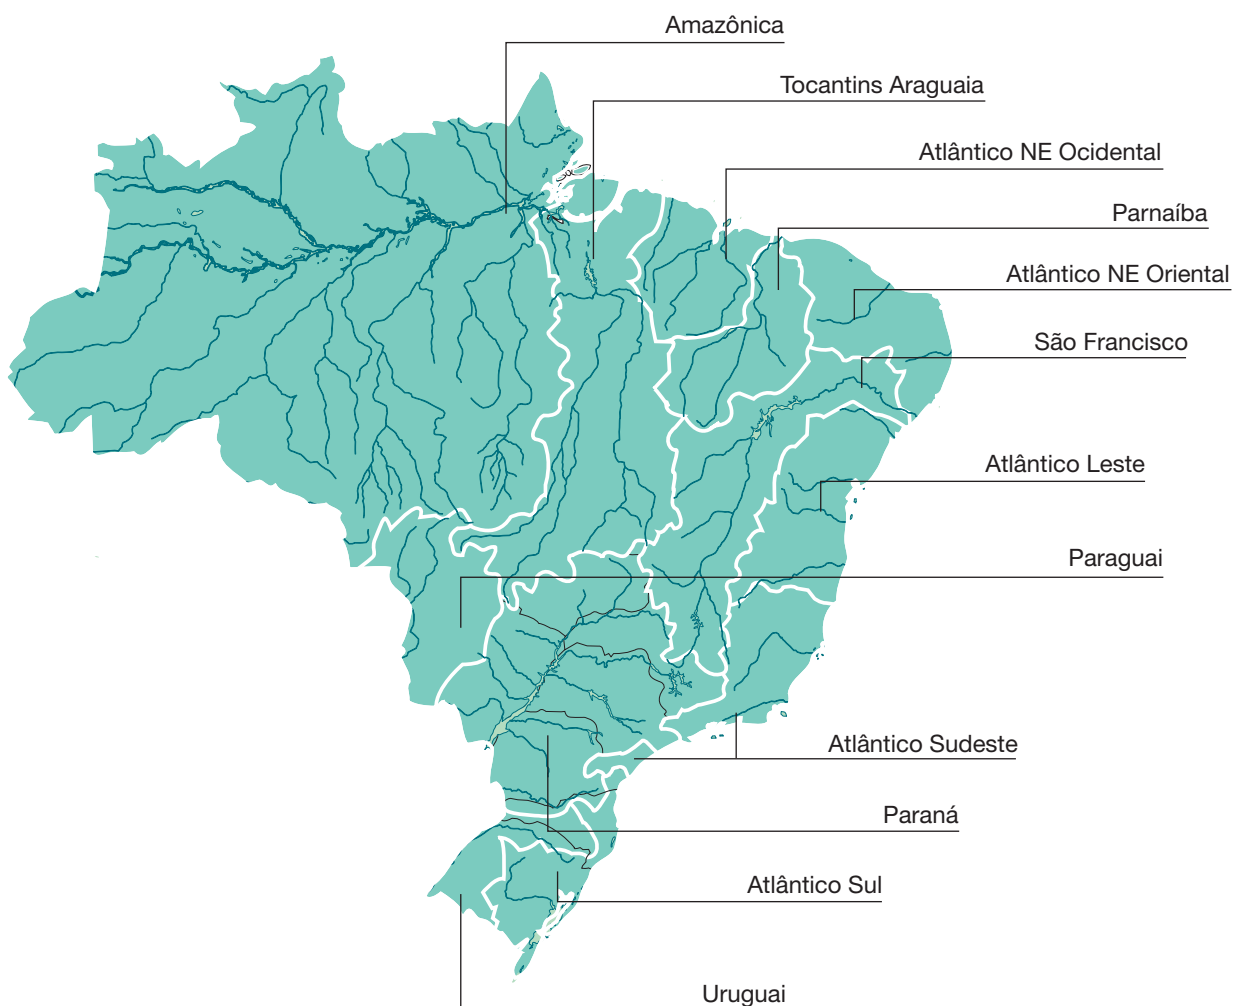 Amazônica
Tocantins Araguaia
Atlântico NE Ocidental
Parnaíba
Atlântico NE Oriental
São Francisco
Atlântico Leste
Paraguai
Atlântico Sudeste
Paraná
Atlântico Sul
Uruguai